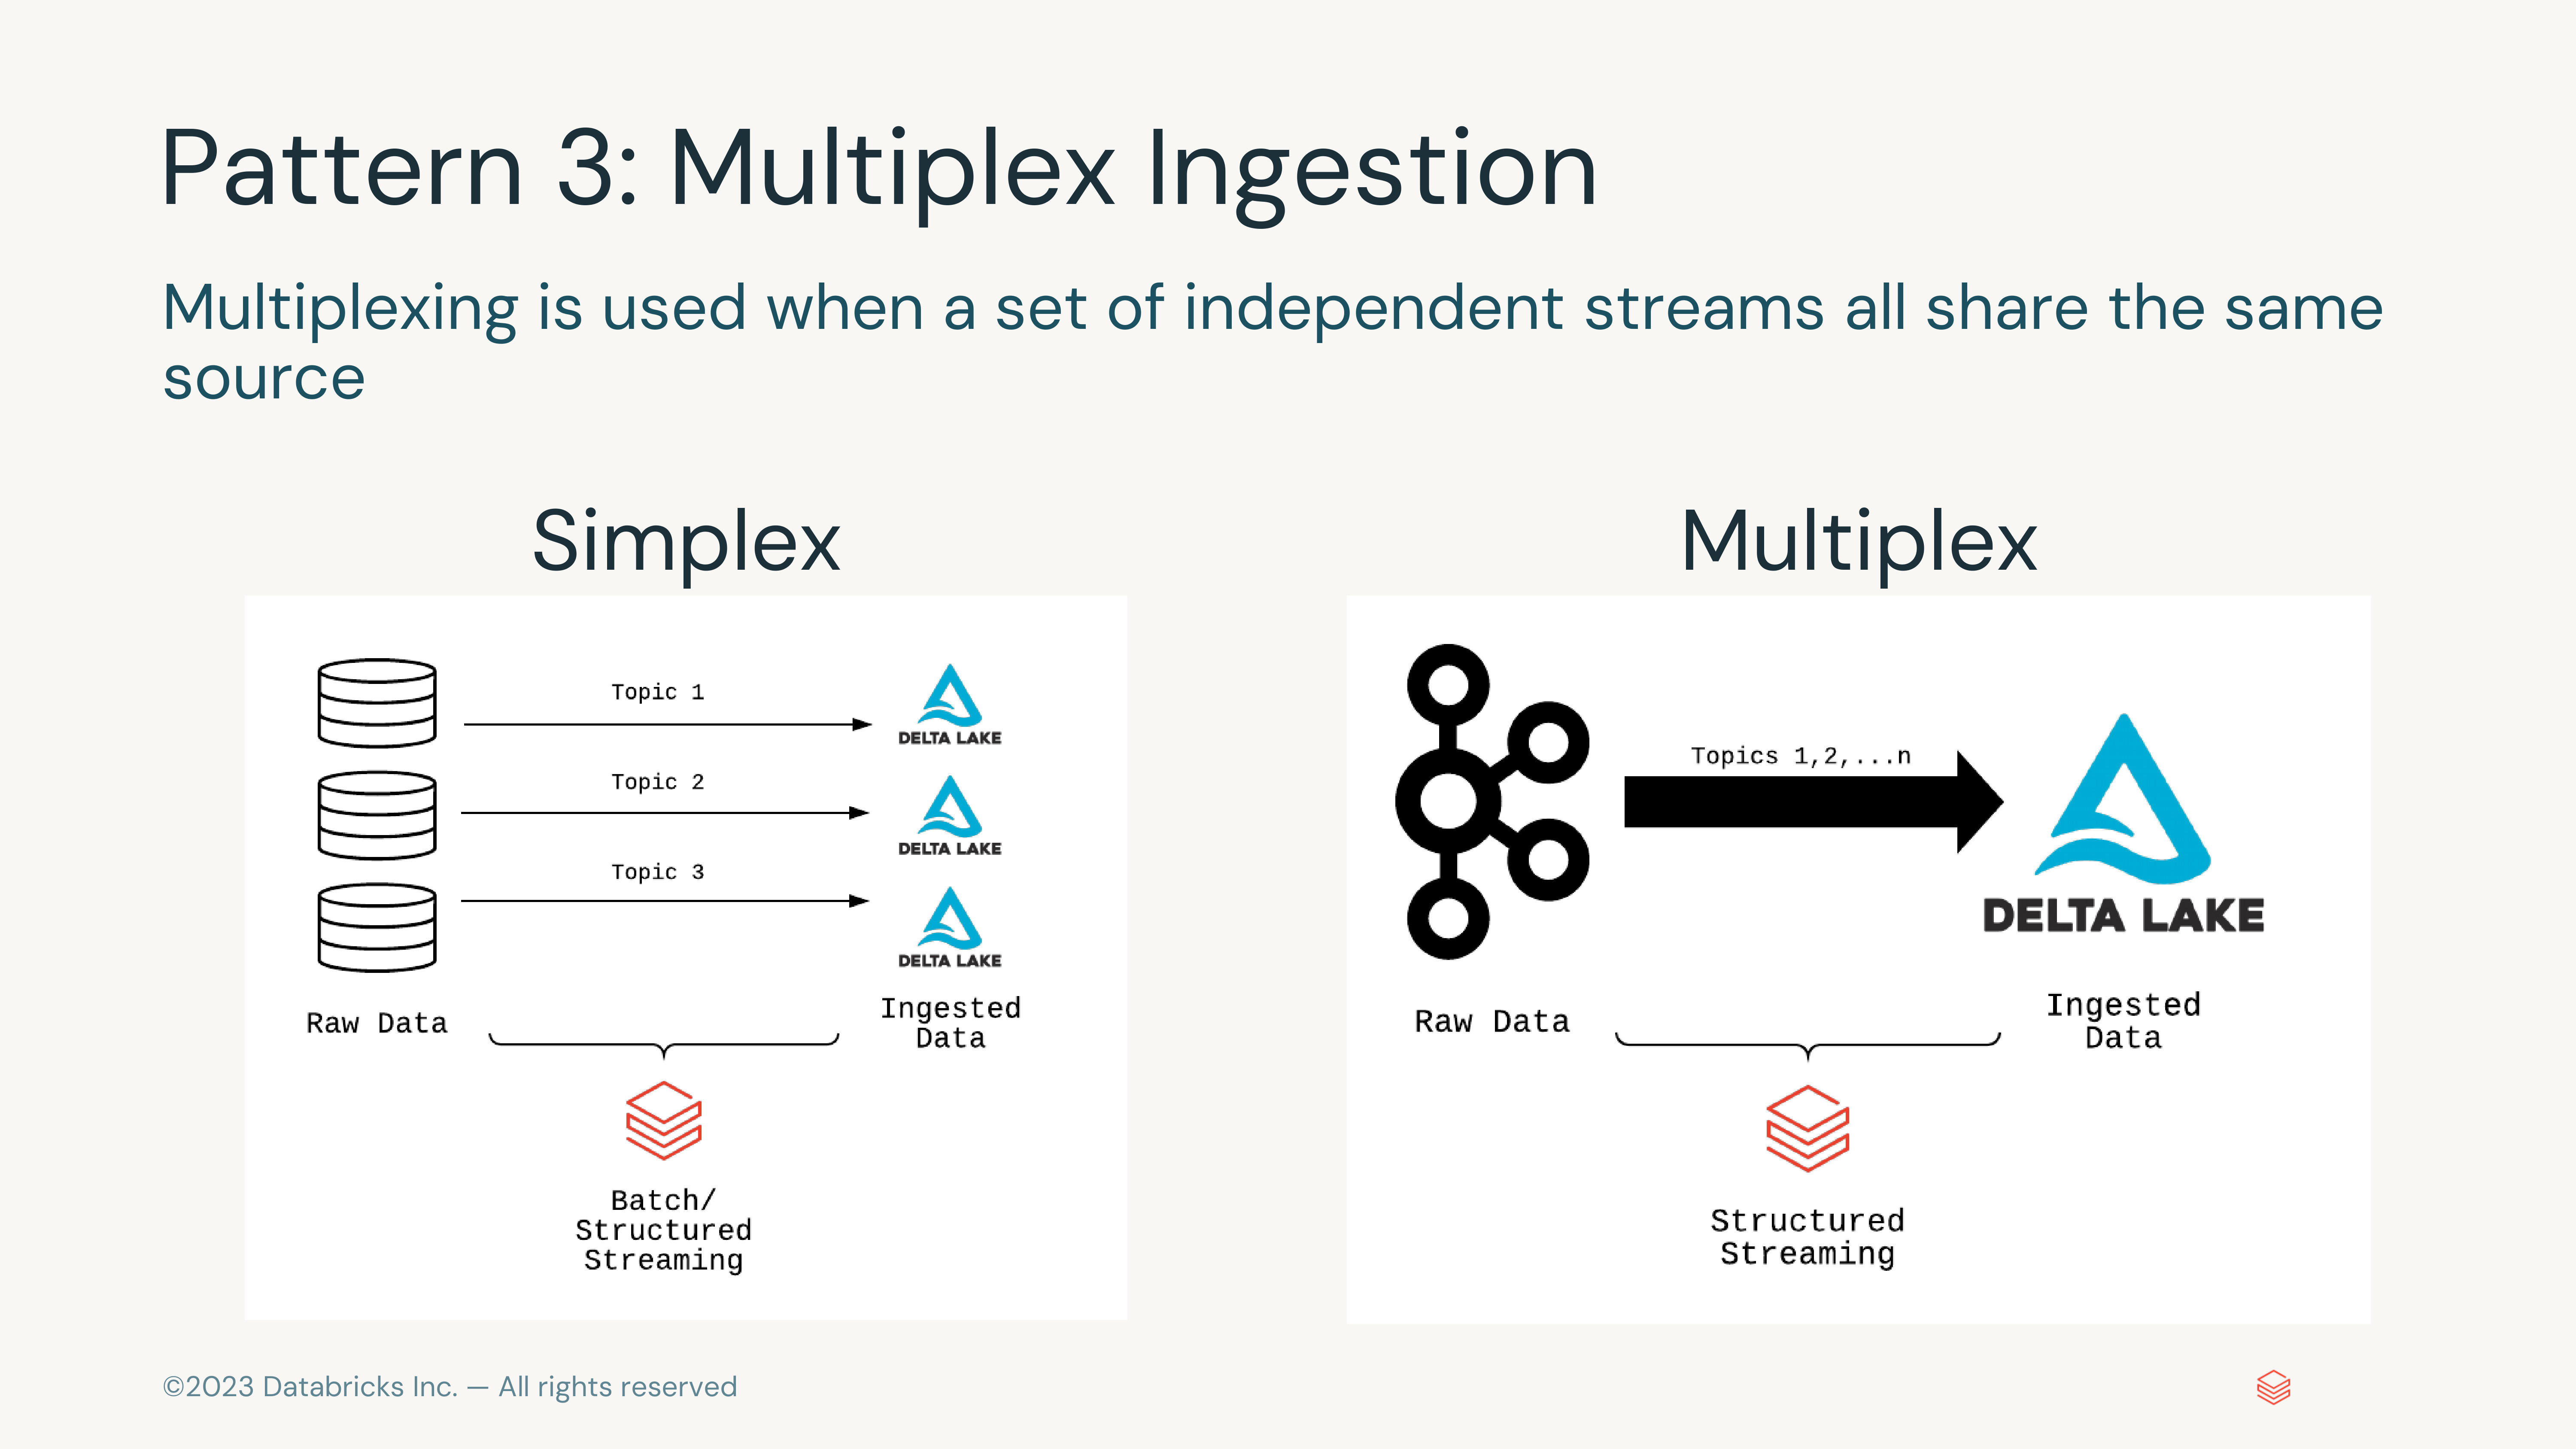 Pattern 3: Multiplex Ingestion
Multiplexing is used when a set of independent streams all share the same
source
Simplex
Topic 1
DELTA LAKE
Topic 2
DELTA LAKE
Topic 3
DELTA LAKE
Raw Data
Ingested
Data
Batch/
Structured
Streaming
Multiplex
Topics 1,2,...n
DELTA LAKE
Raw Data
Ingested
Data
Structured
Streaming
©2023 Databricks Inc. — All rights reserved